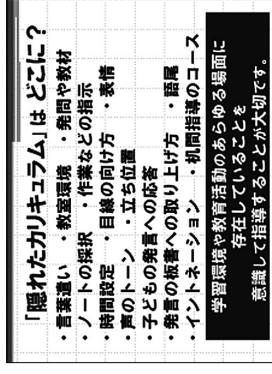 「隠れたカリキュラム」は どこに？
・言葉遣い ・教室環境 ・発問や教材
・ノートの採択 ・作業などの指示
・時間設定 ・目線の向け方 ・表情
・声のトーン ・立ち位置
・子どもの発言への応答
・発言の板書への取り上げ方 ・語尾
・イントネーション ・机間指導のコース
学習環境や教育活動のあらゆる場面に
存在していることを
意識して指導することが大切です。